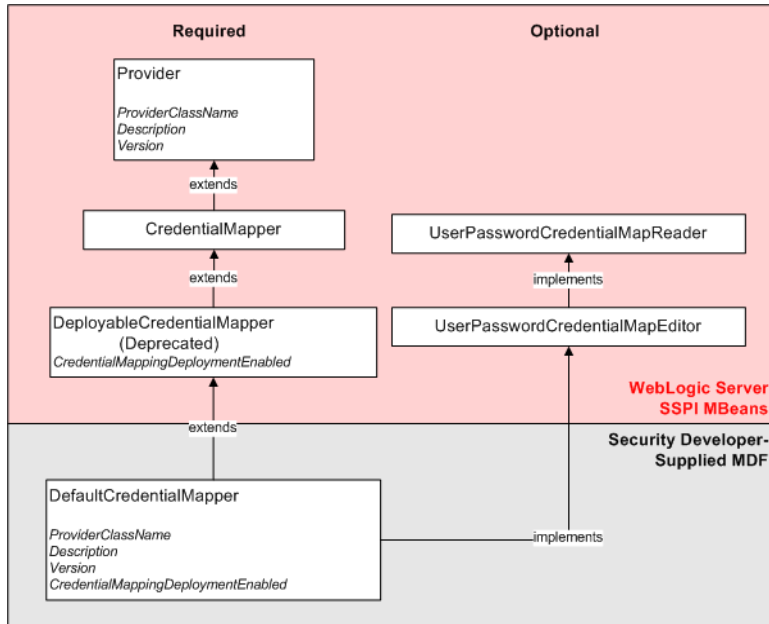 Required
Optional
Provider
ProviderClassName
Description
Version
extends
CredentialMapper
UserPasswordCredentialMapReader
extends
implements
DeployableCredentialMapper
(Deprecated)
CredentialMappingDeploymentEnabled
UserPasswordCredentialMapEditor
WebLogic Server
SSPI MBeans
extends
Security Developer-
Supplied MDF
DefaultCredentialMapper
ProviderClassName
Description
Version
CredentialMappingDeploymentEnabled
implements